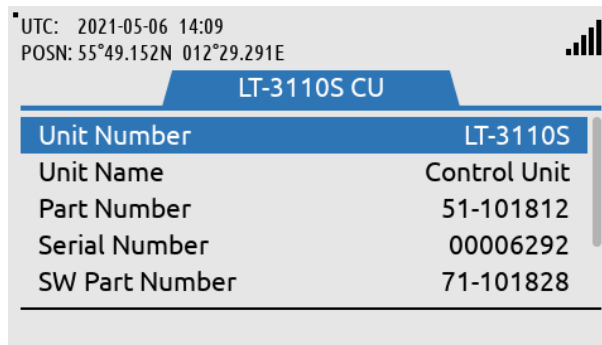 UTC: 2021-05-06 14:09
POSN: 55°49.152N 012°29.291E
LT-3110S CU
Unit Number LT-3110S
Unit Name Control Unit
Part Number 51-101812
Serial Number 00006292
SW Part Number 71-101828